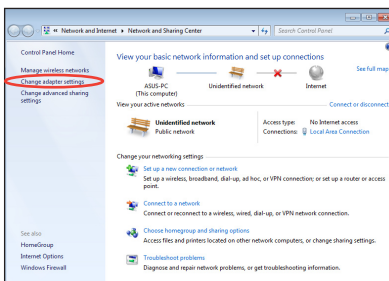 « Network and Internet ▸ Network and Sharing Center
Search Control Panel
Control Panel Home
Manage wireless networks
Change adapter settings
Change advanced sharing
settings
View your basic network information and set up connections
See full map
ASUS-PC
(This computer)
Unidentified network
Internet
View your active networks
Connect or disconnect
Unidentified network
Public network
Access type: No Internet access
Connections: Local Area Connection
Change your networking settings
Set up a new connection or network
Set up a wireless, broadband, dial-up, ad hoc, or VPN connection; or set up a router or access
point.
Connect to a network
Connect or reconnect to a wireless, wired, dial-up, or VPN network connection.
Choose homegroup and sharing options
Access files and printers located on other network computers, or change sharing settings.
Troubleshoot problems
Diagnose and repair network problems, or get troubleshooting information.
See also
HomeGroup
Internet Options
Windows Firewall